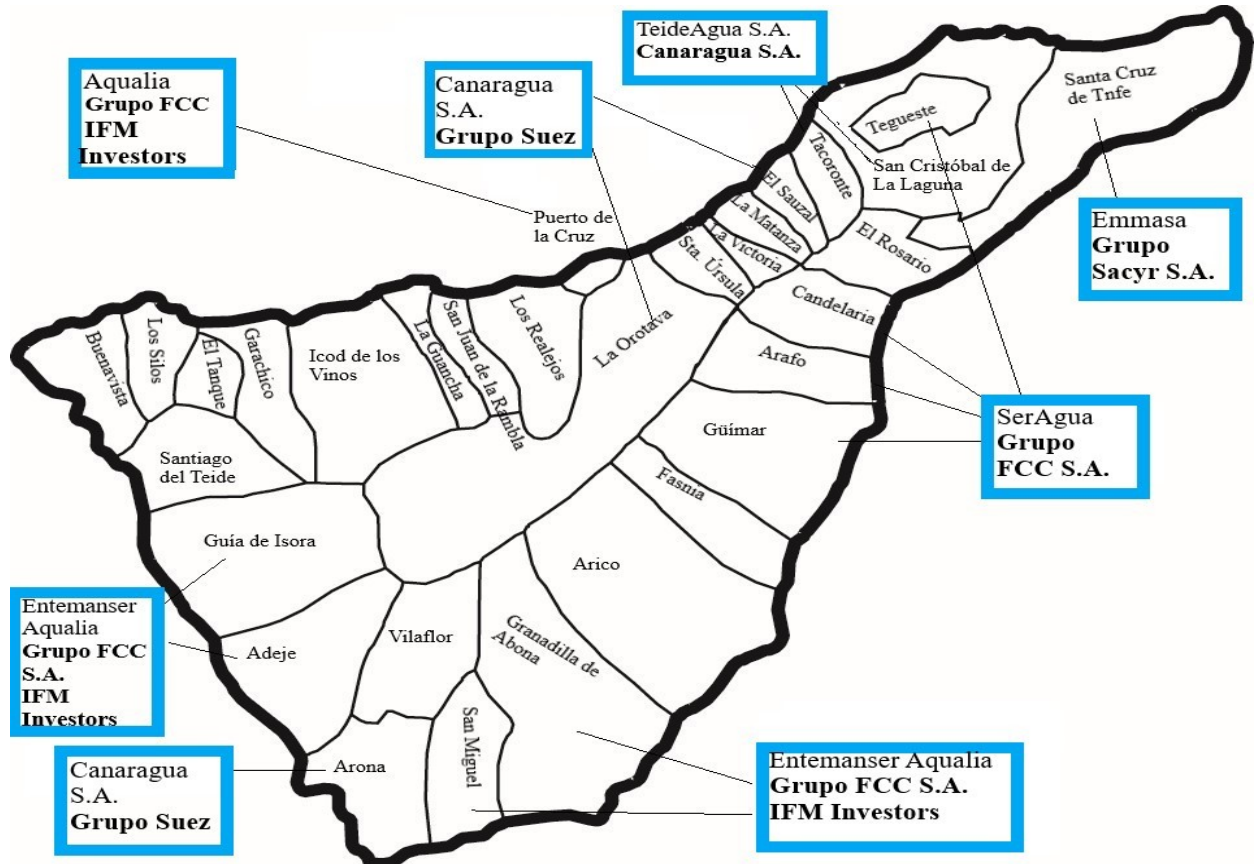 TeideAgua S.A.
Canaragua S.A.
Aqualia
Grupo FCC
IFM
Investors
Canaragua
S.A.
Grupo Suez
Santa Cruz
de Tnfe
Tegueste
Tacoronte
San Cristóbal de
La Laguna
El Sauzal
La Matanza
La Victoria
Sta. Úrsula
Puerto de
la Cruz
El Rosario
Emmasa
Grupo
Sacyr S.A.
Candelaria
Arafo
Güímar
Fasnia
Arico
SerAgua
Grupo
FCC S.A.
La Orotava
Los Realejos
San Juan de la Rambla
La Guancha
Icod de los
Vinos
Garachico
El Tanque
Los Silos
Buenavista
Santiago
del Teide
Guía de Isora
Adeje
Vilaflor
Granadilla de
Abona
San Miguel
Arona
Entemanser
Aqualia
Grupo FCC
S.A.
IFM
Investors
Canaragua
S.A.
Grupo Suez
Entemanser Aqualia
Grupo FCC S.A.
IFM Investors